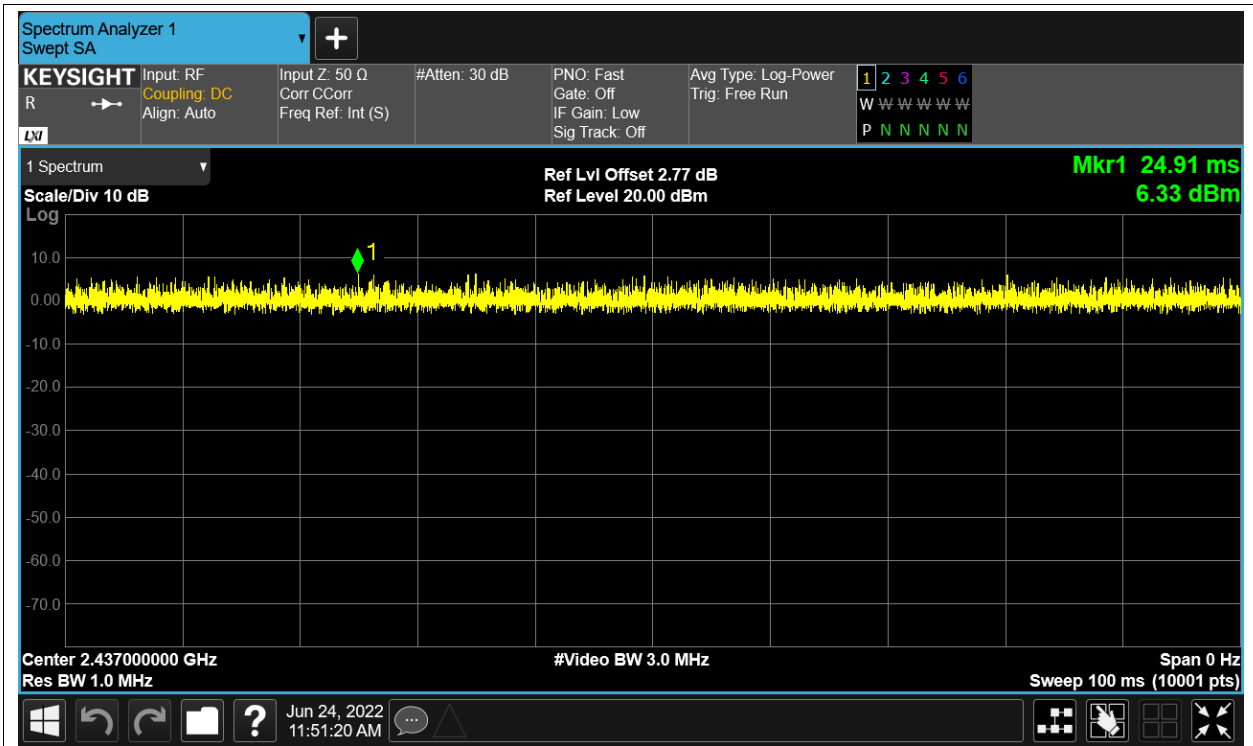 Spectrum Analyzer 1
Swept SA
KEYSIGHT
R
LXI
Input: RF
Coupling: DC
Align: Auto
Input Z: 50 Ω
Corr CCorr
Freq Ref: Int (S)
#Atten: 30 dB
PNO: Fast
Gate: Off
IF Gain: Low
Sig Track: Off
Avg Type: Log-Power
Trig: Free Run
1 2 3 4 5 6
W W W W W W
P N N N N N
1 Spectrum
Scale/Div 10 dB
Log
Ref Lvl Offset 2.77 dB
Ref Level 20.00 dBm
Mkr1 24.91 ms
6.33 dBm
1
10.0
0.00
-10.0
-20.0
-30.0
-40.0
-50.0
-60.0
-70.0
Center 2.437000000 GHz
Res BW 1.0 MHz
#Video BW 3.0 MHz
Span 0 Hz
Sweep 100 ms (10001 pts)
?
Jun 24, 2022
11:51:20 AM